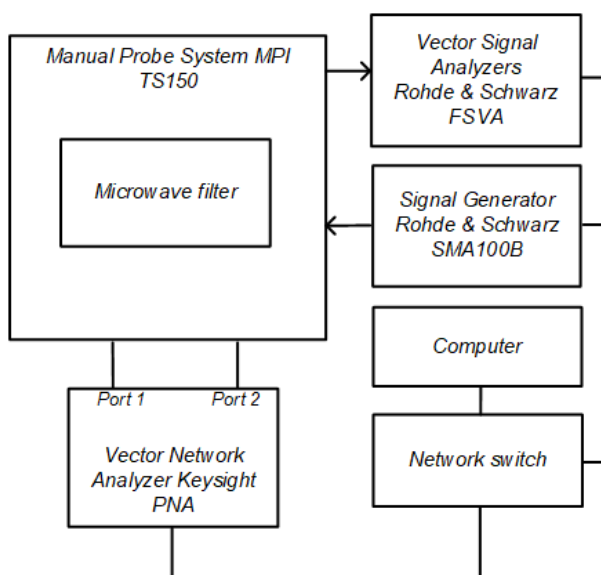 Manual Probe System MPI
TS150
Microwave filter
Vector Signal
Analyzers
Rohde & Schwarz
FSVA
Signal Generator
Rohde & Schwarz
SMA100B
Computer
Network switch
Port 1
Port 2
Vector Network
Analyzer Keysight
PNA